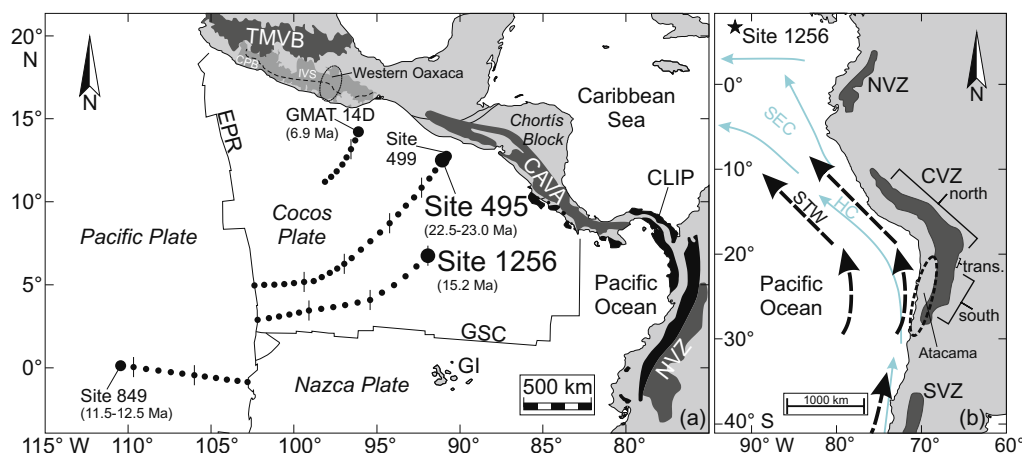 20°
N
15°
10°
5°
0°
115° W
110°
105°
100°
95°
90°
85°
80°
N
TMVB
CPB
IVS
Western Oaxaca
GMAT 14D
(6.9 Ma)
EPR
Site
499
Chortís
Block
Caribbean
Sea
CAVA
CLIP
Site 495
(22.5-23.0 Ma)
Cocos
Plate
Pacific Plate
Site 1256
(15.2 Ma)
Pacific
Ocean
GSC
NVZ
GI
Nazca Plate
500 km
Site 849
(11.5-12.5 Ma)
(a)
Site 1256
N
0°
NVZ
SEC
10°
CVZ
north
STW
HC
20°
trans.
Pacific
Ocean
south
30°
Atacama
1000 km
SVZ
40° S
(b)
90°
80°
70°
60°